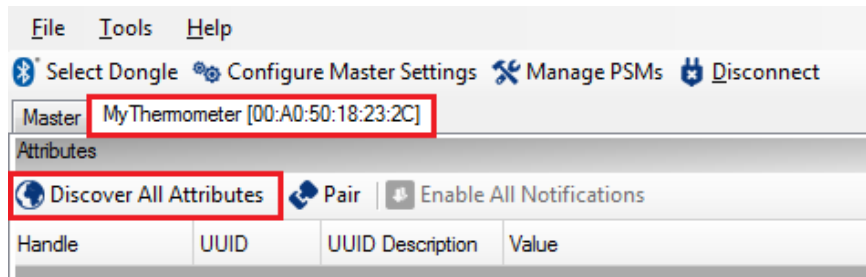 File Tools Help
Select Dongle Configure Master Settings Manage PSMs Disconnect
Master MyThermometer [00:A0:50:18:23:2C]
Attributes
Discover All Attributes Pair Enable All Notifications
Handle UUID UUID Description Value